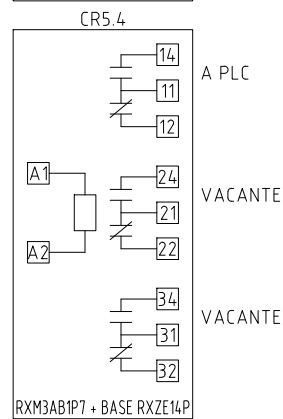 CR5.4
14
A PLC
11
12
A1
24
VACANTE
21
A2
22
34
VACANTE
31
32
RXM3AB1P7 + BASE RXZE14P